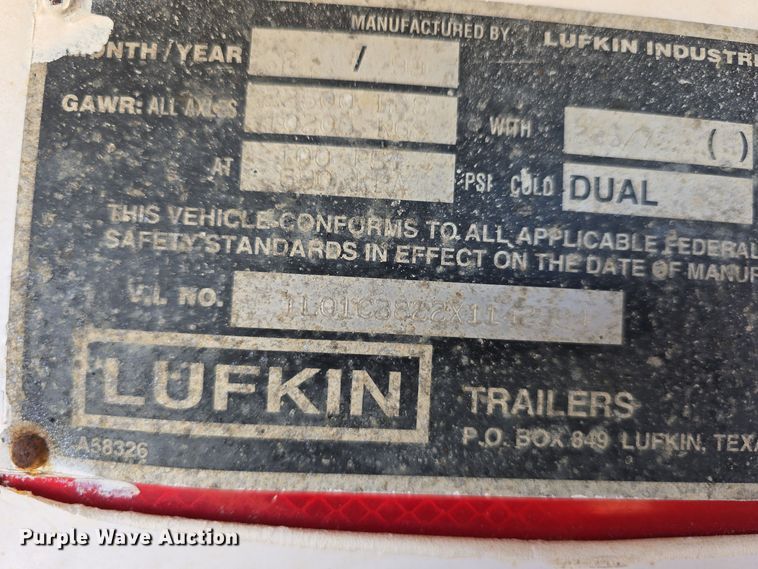 MANUFACTURED BY LUFKIN INDUSTRI
MONTH/YEAR /
GAWR: ALL AXLES WITH ( )
AT PSI COLD DUAL
THIS VEHICLE CONFORMS TO ALL APPLICABLE FEDERAL
SAFETY STANDARDS IN EFFECT ON THE DATE OF MANUF
V.I. NO.
LUFKIN
TRAILERS
P.O. BOX 849 LUFKIN, TEXA
A68326
Purple Wave Auction